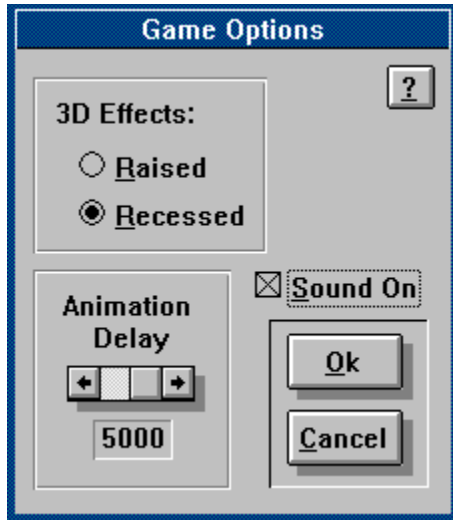 Game Options
?
3D Effects:
Raised
Recessed
Animation
Delay
5000
Sound On
Ok
Cancel